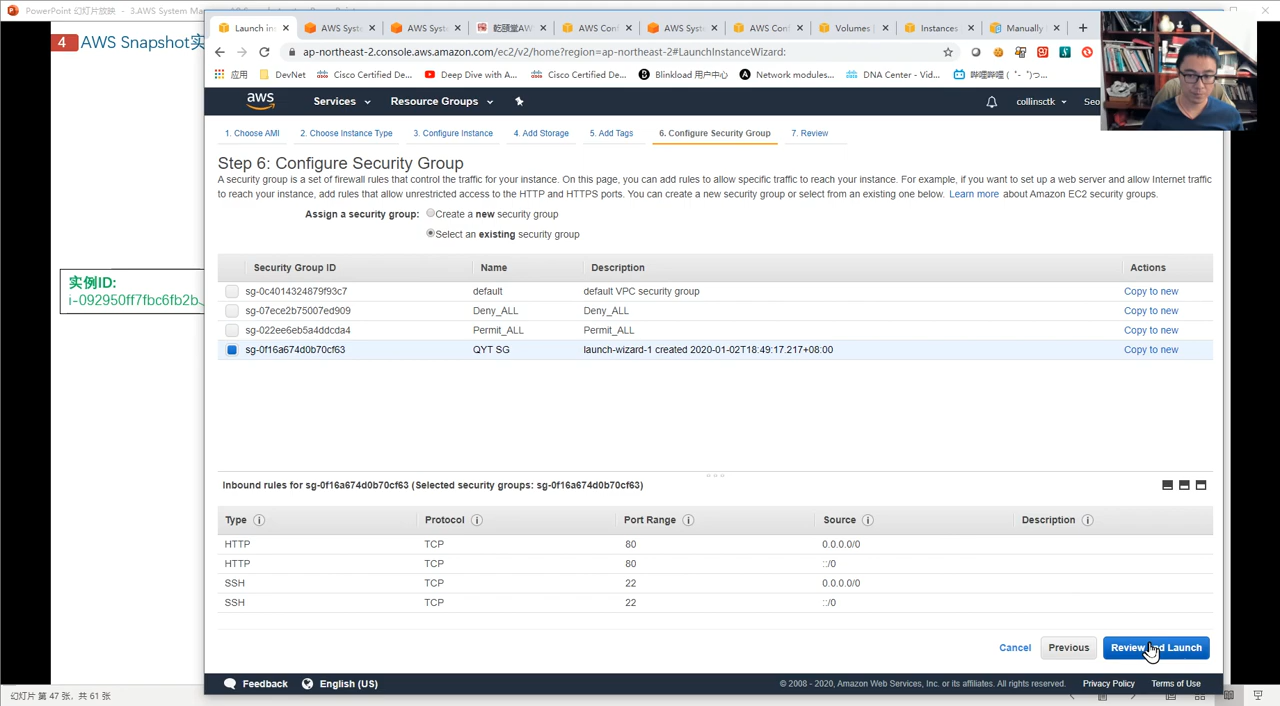 PowerPoint 幻灯片放映 - 3.AWS System Man
4 AWS Snapshot实
实例ID:
i-092950ff7fbc6fb2b
Launch in
AWS Syste
AWS Syste
乾颐堂AW
AWS Con
AWS Syste
AWS Conf
Volumes
Instances
Manually
ap-northeast-2.console.aws.amazon.com/ec2/v2/home?region=ap-northeast-2#LaunchInstanceWizard:
应用 DevNet Cisco Certified De... Deep Dive with A... Cisco Certified De... Blinkload 用户中心 Network modules... DNA Center - Vid... 哔哩哔哩 ( ゜- ゜)つ...
aws Services Resource Groups collinsctk Seo
1. Choose AMI 2. Choose Instance Type 3. Configure Instance 4. Add Storage 5. Add Tags 6. Configure Security Group 7. Review
Step 6: Configure Security Group
A security group is a set of firewall rules that control the traffic for your instance. On this page, you can add rules to allow specific traffic to reach your instance. For example, if you want to set up a web server and allow Internet traffic
to reach your instance, add rules that allow unrestricted access to the HTTP and HTTPS ports. You can create a new security group or select from an existing one below. Learn more about Amazon EC2 security groups.
Assign a security group: Create a new security group
Select an existing security group
Security Group ID Name Description Actions
sg-0c4014324879f93c7 default default VPC security group Copy to new
sg-07ece2b75007ed909 Deny_ALL Deny_ALL Copy to new
sg-022ee6eb5a4ddcda4 Permit_ALL Permit_ALL Copy to new
sg-0f16a674d0b70cf63 QYT SG launch-wizard-1 created 2020-01-02T18:49:17.217+08:00 Copy to new
Inbound rules for sg-0f16a674d0b70cf63 (Selected security groups: sg-0f16a674d0b70cf63)
Type Protocol Port Range Source Description
HTTP TCP 80 0.0.0.0/0
HTTP TCP 80 ::/0
SSH TCP 22 0.0.0.0/0
SSH TCP 22 ::/0
Cancel Previous Review and Launch
Feedback English (US) © 2008 - 2020, Amazon Web Services, Inc. or its affiliates. All rights reserved. Privacy Policy Terms of Use
幻灯片 第 47 张，共 61 张